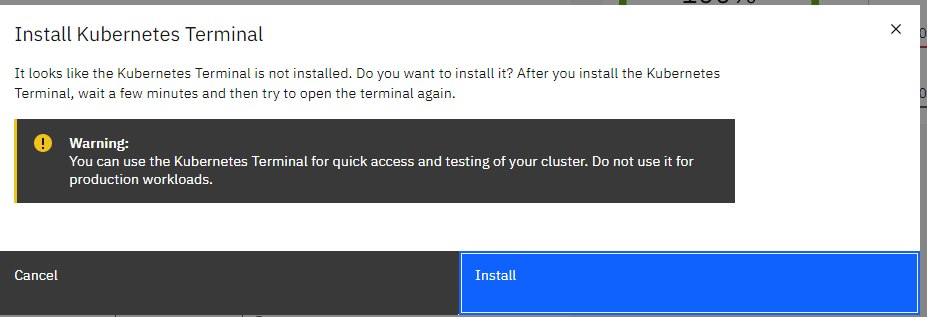 Install Kubernetes Terminal
It looks like the Kubernetes Terminal is not installed. Do you want to install it? After you install the Kubernetes
Terminal, wait a few minutes and then try to open the terminal again.
Warning:
You can use the Kubernetes Terminal for quick access and testing of your cluster. Do not use it for
production workloads.
Cancel
Install